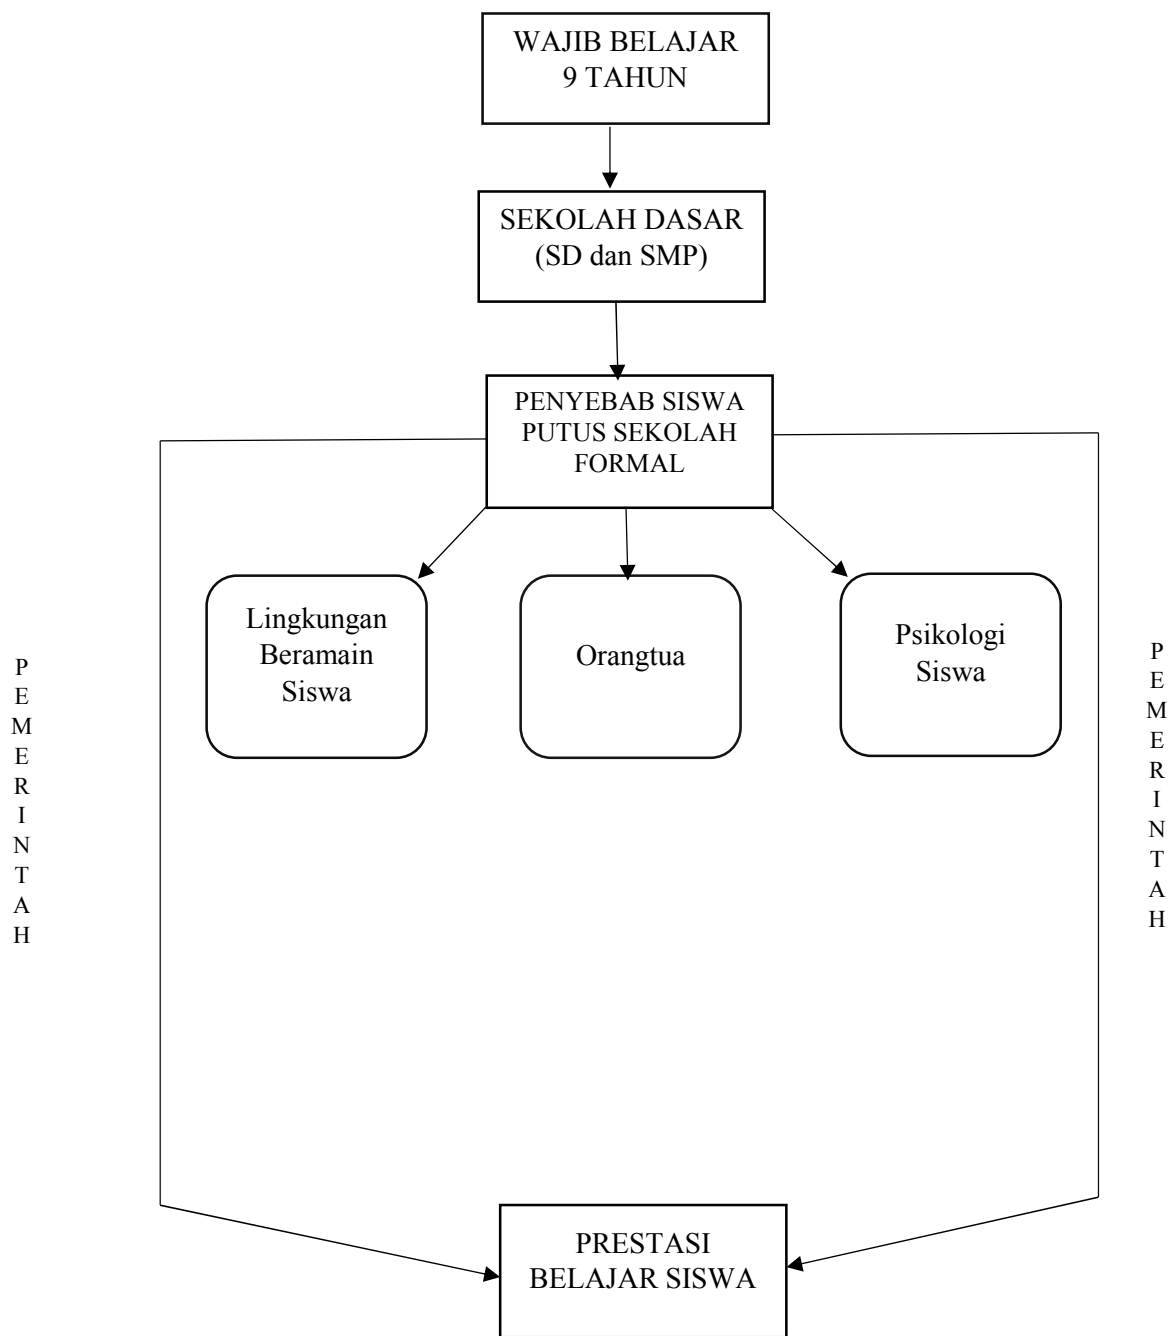 WAJIB BELAJAR
9 TAHUN
SEKOLAH DASAR
(SD dan SMP)
PENYEBAB SISWA
PUTUS SEKOLAH
FORMAL
Lingkungan
Beramain
Siswa
Orangtua
Psikologi
Siswa
P
E
M
E
R
I
N
T
A
H
P
E
M
E
R
I
N
T
A
H
PRESTASI
BELAJAR SISWA